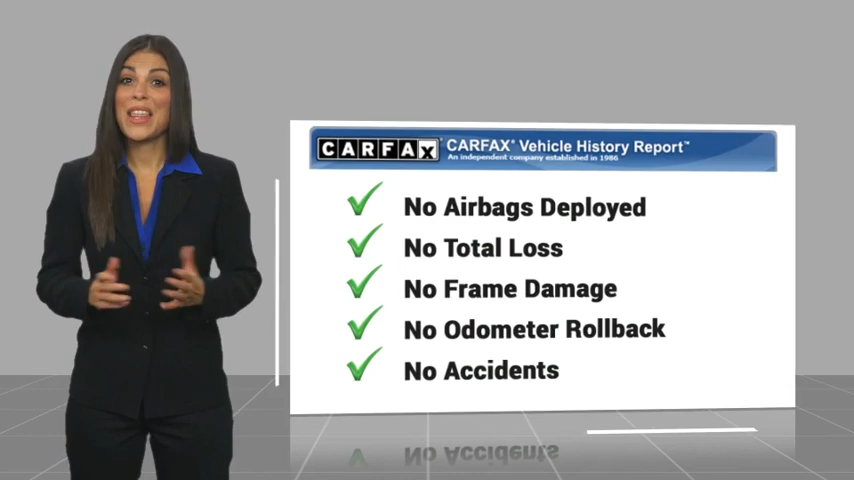 CARFAX
CARFAX® Vehicle History Report™
An independent company established in 1986
No Airbags Deployed
No Total Loss
No Frame Damage
No Odometer Rollback
No Accidents
No Accidents